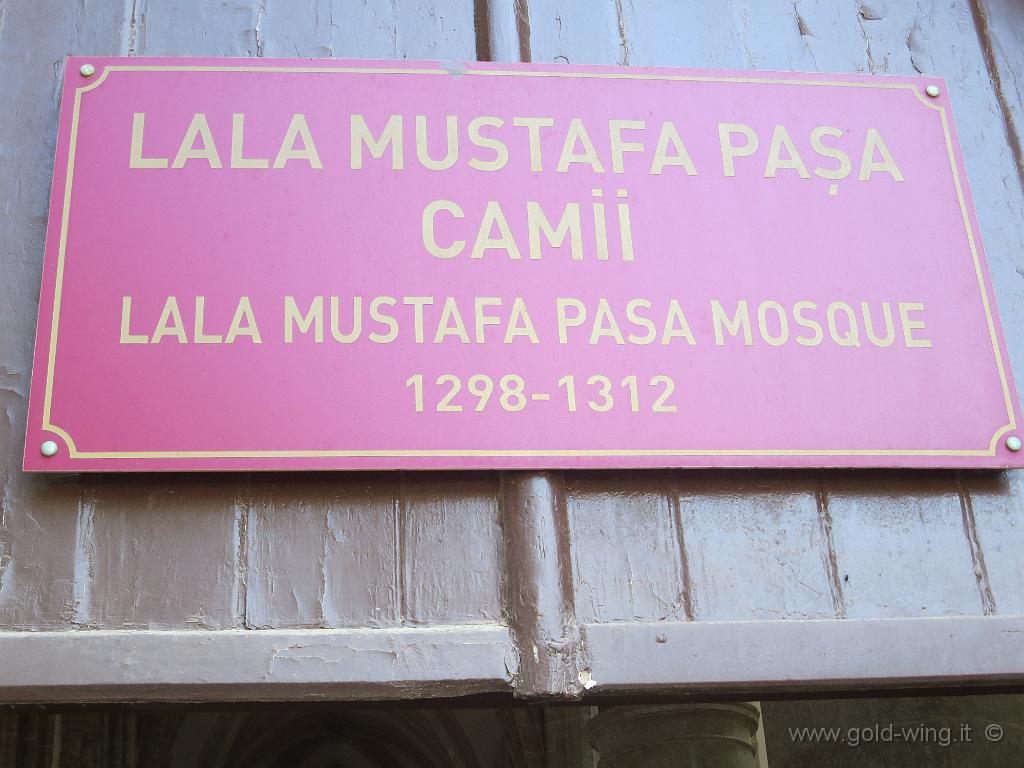 LALA MUSTAFA PAŞA
CAMİİ
LALA MUSTAFA PASA MOSQUE
1298-1312
www.gold-wing.it ©